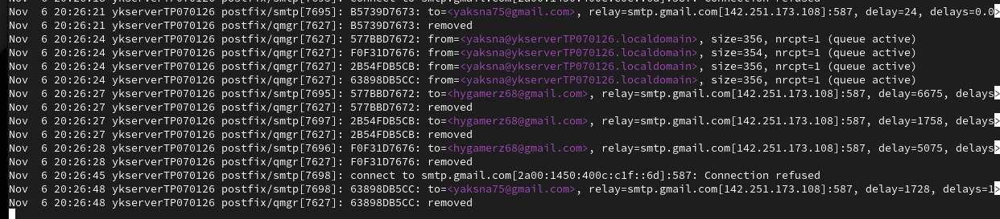 Nov  6 20:26:21 ykserverTP070126 postfix/smtp[7695]: B5739D7673: to=<yaksna75@gmail.com>, relay=smtp.gmail.com[142.251.173.108]:587, delay=24, delays=0.0>
Nov  6 20:26:21 ykserverTP070126 postfix/qmgr[7627]: B5739D7673: removed
Nov  6 20:26:24 ykserverTP070126 postfix/qmgr[7627]: 577BBD7672: from=<yaksna@ykserverTP070126.localdomain>, size=356, nrcpt=1 (queue active)
Nov  6 20:26:24 ykserverTP070126 postfix/qmgr[7627]: F0F31D7676: from=<yaksna@ykserverTP070126.localdomain>, size=354, nrcpt=1 (queue active)
Nov  6 20:26:24 ykserverTP070126 postfix/qmgr[7627]: 2B54FDB5CB: from=<yaksna@ykserverTP070126.localdomain>, size=356, nrcpt=1 (queue active)
Nov  6 20:26:24 ykserverTP070126 postfix/qmgr[7627]: 63898DB5CC: from=<yaksna@ykserverTP070126.localdomain>, size=356, nrcpt=1 (queue active)
Nov  6 20:26:27 ykserverTP070126 postfix/smtp[7695]: 577BBD7672: to=<hygamerz68@gmail.com>, relay=smtp.gmail.com[142.251.173.108]:587, delay=6675, delays>
Nov  6 20:26:27 ykserverTP070126 postfix/qmgr[7627]: 577BBD7672: removed
Nov  6 20:26:27 ykserverTP070126 postfix/smtp[7697]: 2B54FDB5CB: to=<hygamerz68@gmail.com>, relay=smtp.gmail.com[142.251.173.108]:587, delay=1758, delays>
Nov  6 20:26:27 ykserverTP070126 postfix/qmgr[7627]: 2B54FDB5CB: removed
Nov  6 20:26:28 ykserverTP070126 postfix/smtp[7696]: F0F31D7676: to=<hygamerz68@gmail.com>, relay=smtp.gmail.com[142.251.173.108]:587, delay=5075, delays>
Nov  6 20:26:28 ykserverTP070126 postfix/qmgr[7627]: F0F31D7676: removed
Nov  6 20:26:45 ykserverTP070126 postfix/smtp[7698]: connect to smtp.gmail.com[2a00:1450:400c:c1f::6d]:587: Connection refused
Nov  6 20:26:48 ykserverTP070126 postfix/smtp[7698]: 63898DB5CC: to=<yaksna75@gmail.com>, relay=smtp.gmail.com[142.251.173.108]:587, delay=1728, delays=1>
Nov  6 20:26:48 ykserverTP070126 postfix/qmgr[7627]: 63898DB5CC: removed